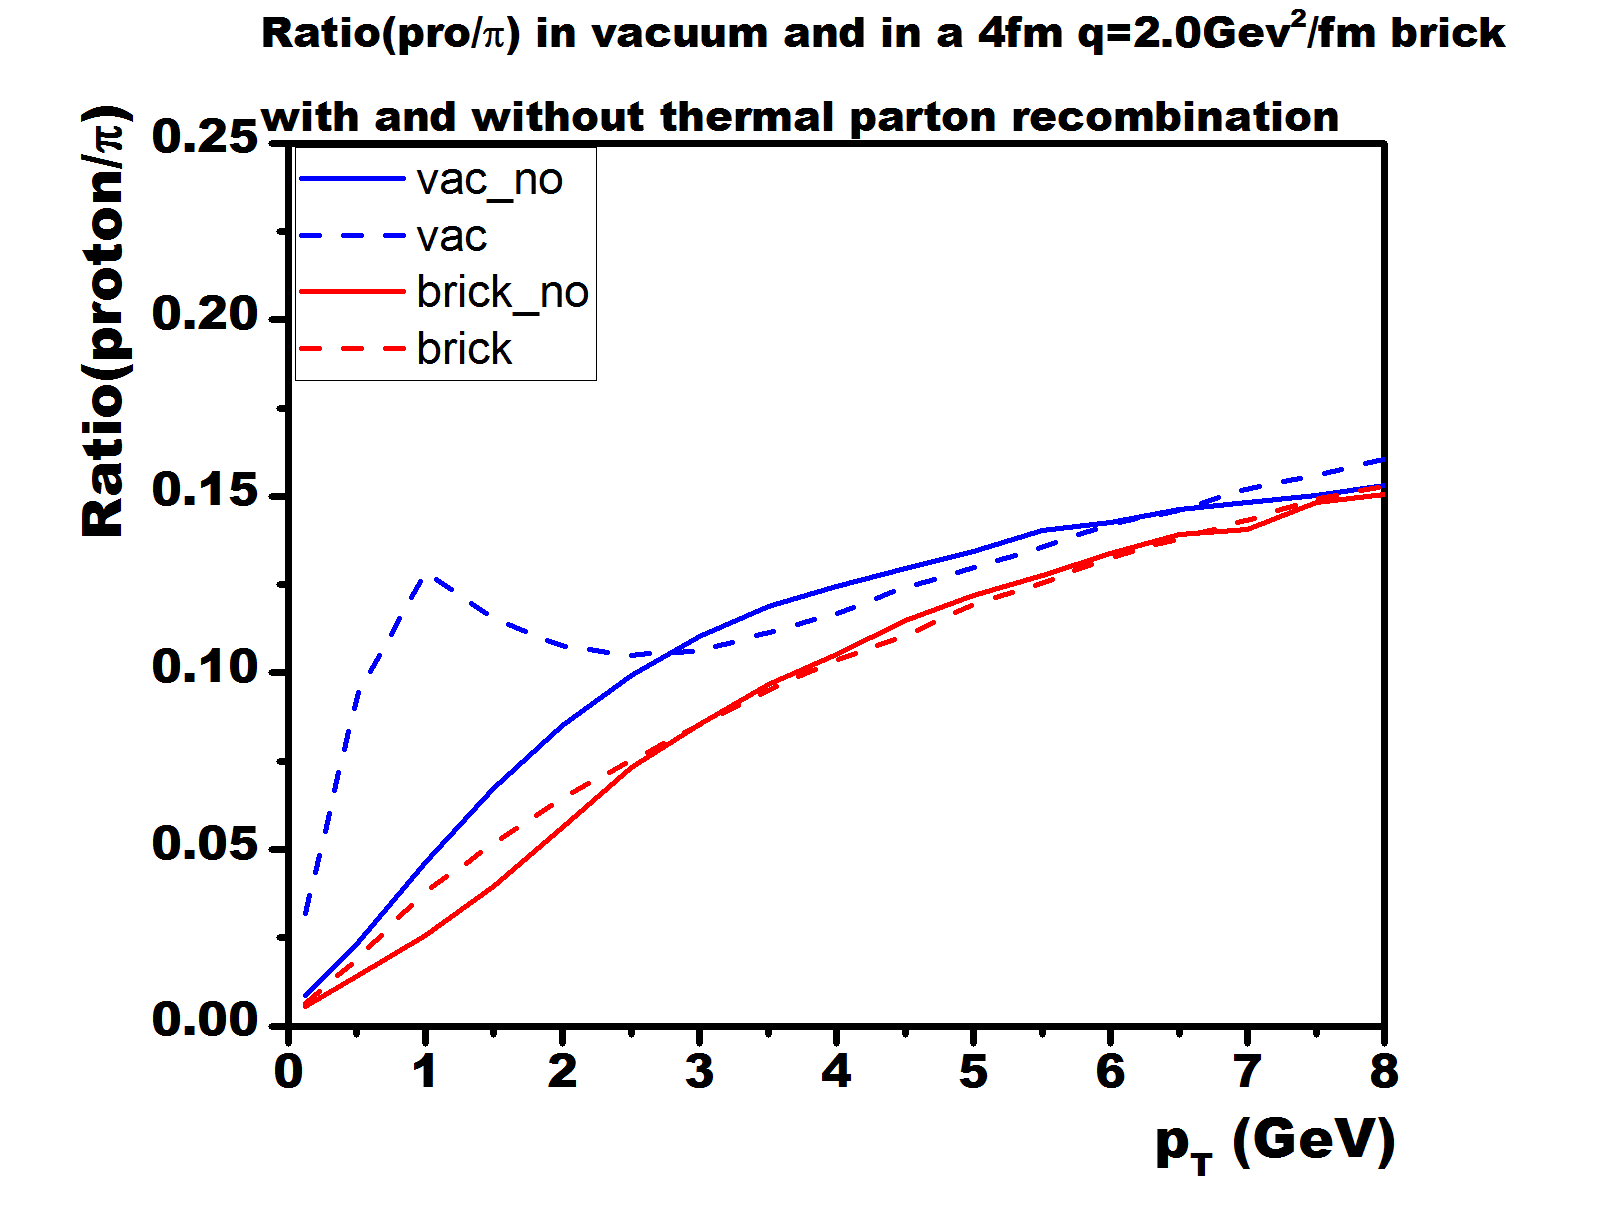 Ratio(pro/π) in vacuum and in a 4fm q=2.0Gev²/fm brick
with and without thermal parton recombination
Ratio(proton/π)
0.25
0.20
0.15
0.10
0.05
0.00
vac_no
vac
brick_no
brick
0 1 2 3 4 5 6 7 8
p_T (GeV)